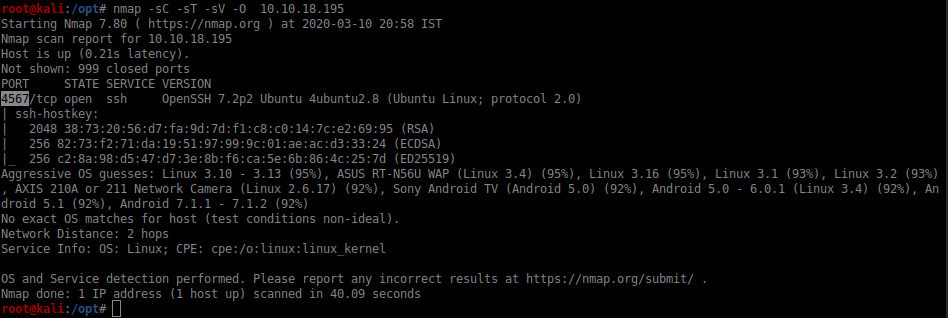 root@kali:/opt# nmap -sC -sT -sV -O  10.10.18.195
Starting Nmap 7.80 ( https://nmap.org ) at 2020-03-10 20:58 IST
Nmap scan report for 10.10.18.195
Host is up (0.21s latency).
Not shown: 999 closed ports
PORT     STATE SERVICE VERSION
4567/tcp open  ssh     OpenSSH 7.2p2 Ubuntu 4ubuntu2.8 (Ubuntu Linux; protocol 2.0)
| ssh-hostkey:
|   2048 38:73:20:56:d7:fa:9d:7d:f1:c8:c0:14:7c:e2:69:95 (RSA)
|   256 82:73:f2:71:da:19:51:97:99:9c:01:ae:ac:d3:33:24 (ECDSA)
|_  256 c2:8a:98:d5:47:d7:3e:8b:f6:ca:5e:6b:86:4c:25:7d (ED25519)
Aggressive OS guesses: Linux 3.10 - 3.13 (95%), ASUS RT-N56U WAP (Linux 3.4) (95%), Linux 3.16 (95%), Linux 3.1 (93%), Linux 3.2 (93%)
, AXIS 210A or 211 Network Camera (Linux 2.6.17) (92%), Sony Android TV (Android 5.0) (92%), Android 5.0 - 6.0.1 (Linux 3.4) (92%), An
droid 5.1 (92%), Android 7.1.1 - 7.1.2 (92%)
No exact OS matches for host (test conditions non-ideal).
Network Distance: 2 hops
Service Info: OS: Linux; CPE: cpe:/o:linux:linux_kernel
OS and Service detection performed. Please report any incorrect results at https://nmap.org/submit/ .
Nmap done: 1 IP address (1 host up) scanned in 40.09 seconds
root@kali:/opt#